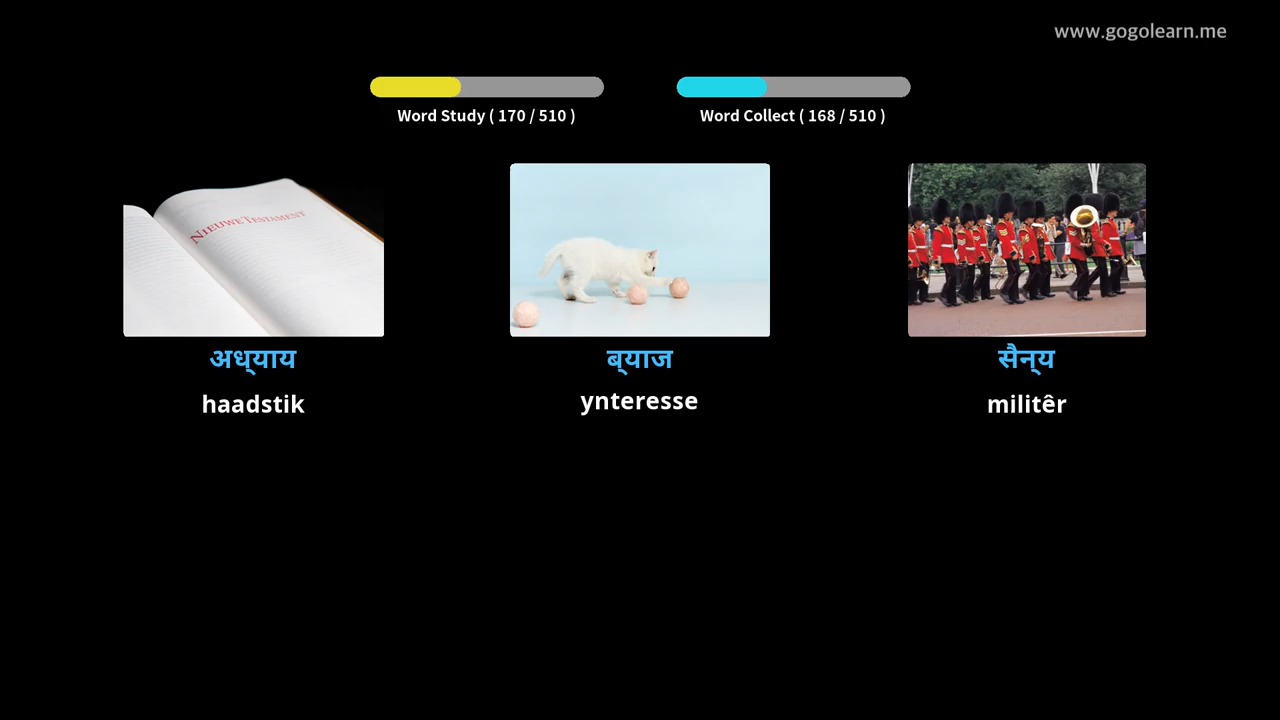 www.gogolearn.me
Word Study ( 170 / 510 )
Word Collect ( 168 / 510 )
NIEUWE TESTAMENT
अध्‌याय
ब्‌याज
सैन्‌य
haadstik
ynteresse
militêr